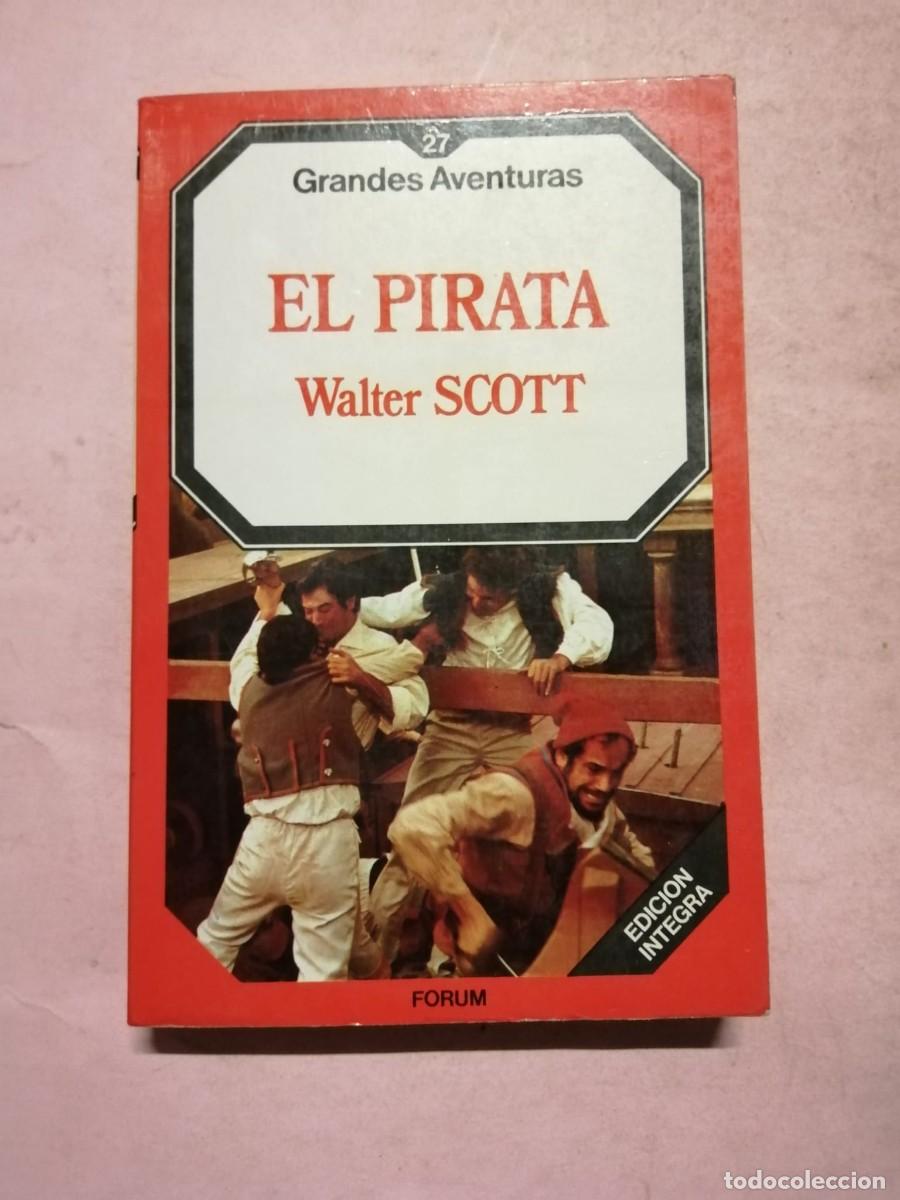 27
Grandes Aventuras
EL PIRATA
Walter SCOTT
EDICION
INTEGRA
FORUM
todocoleccion